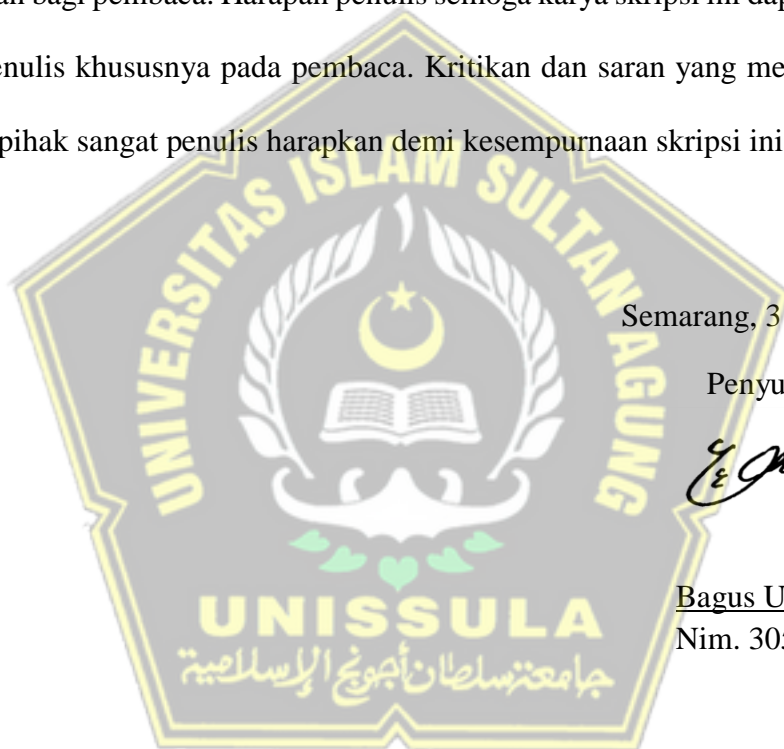 an bagi pembaca. Harapan penulis semoga karya skripsi ini dap
enulis khususnya pada pembaca. Kritikan dan saran yang me
pihak sangat penulis harapkan demi kesempurnaan skripsi ini
UNIVERSITAS ISLAM SULTAN AGUNG
Semarang, 3
Penyu
Bagus U
Nim. 305
UNISSULA
جامعة سلطان أجونج الإسلامية